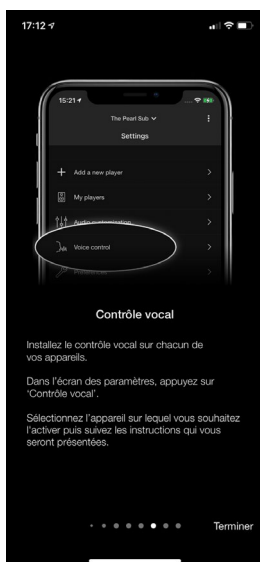 17:12
15:21
The Pearl Sub
Settings
Add a new player
My players
Audio customisation
Voice control
Contrôle vocal
Installez le contrôle vocal sur chacun de
vos appareils.
Dans l'écran des paramètres, appuyez sur
'Contrôle vocal'.
Sélectionnez l'appareil sur lequel vous souhaitez
l'activer puis suivez les instructions qui vous
seront présentées.
Terminer